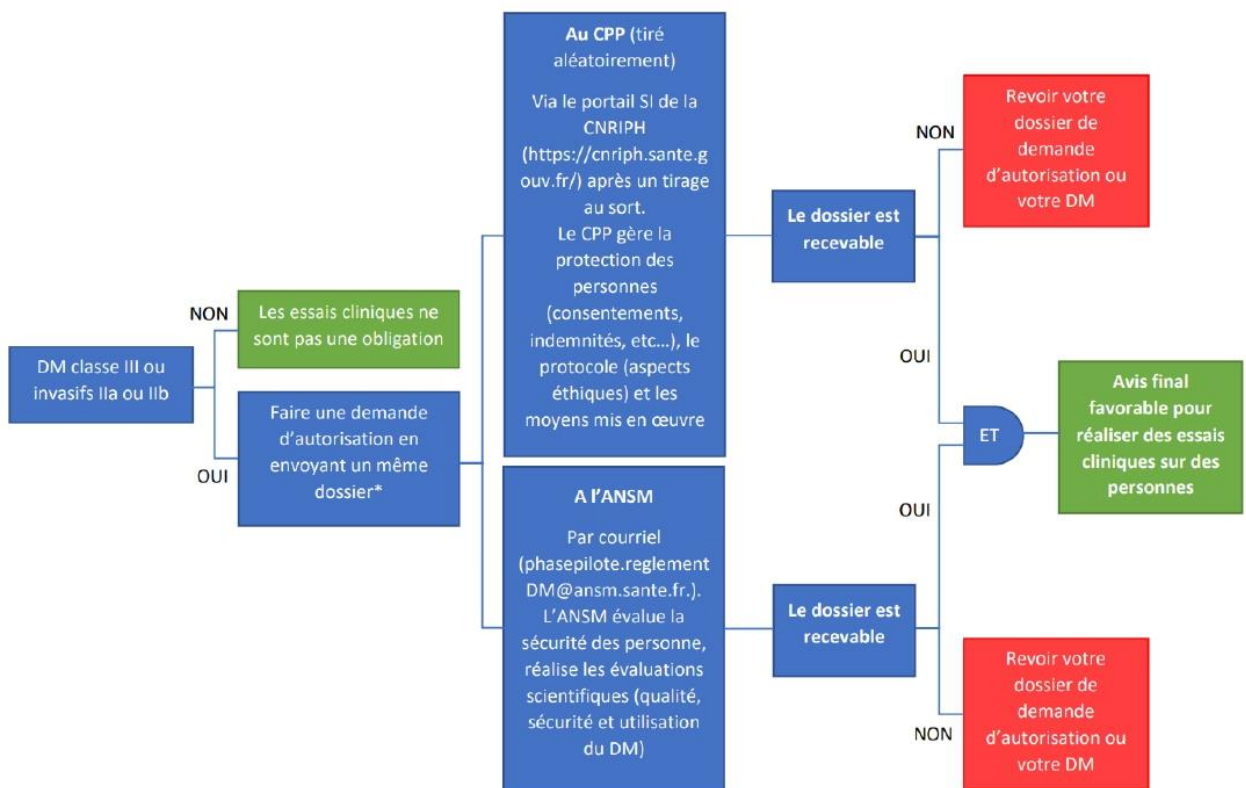 NON
DM classe III ou
invasifs IIa ou IIb
OUI
Les essais cliniques ne
sont pas une obligation
Faire une demande
d'autorisation en
envoyant un même
dossier*
Au CPP (tiré
aléatoirement)
Via le portail SI de la
CNRIPH
(https://cnriph.sante.g
ouv.fr/) après un tirage
au sort.
Le CPP gère la
protection des
personnes
(consentements,
indemnités, etc...), le
protocole (aspects
éthiques) et les
moyens mis en œuvre
A l'ANSM
Par courriel
(phasepilote.reglement
DM@ansm.sante.fr.).
L'ANSM évalue la
sécurité des personne,
réalise les évaluations
scientifiques (qualité,
sécurité et utilisation
du DM)
Le dossier est
recevable
NON
Revoir votre
dossier de
demande
d'autorisation ou
votre DM
OUI
ET
Avis final
favorable pour
réaliser des essais
cliniques sur des
personnes
OUI
Le dossier est
recevable
NON
Revoir votre
dossier de
demande
d'autorisation ou
votre DM